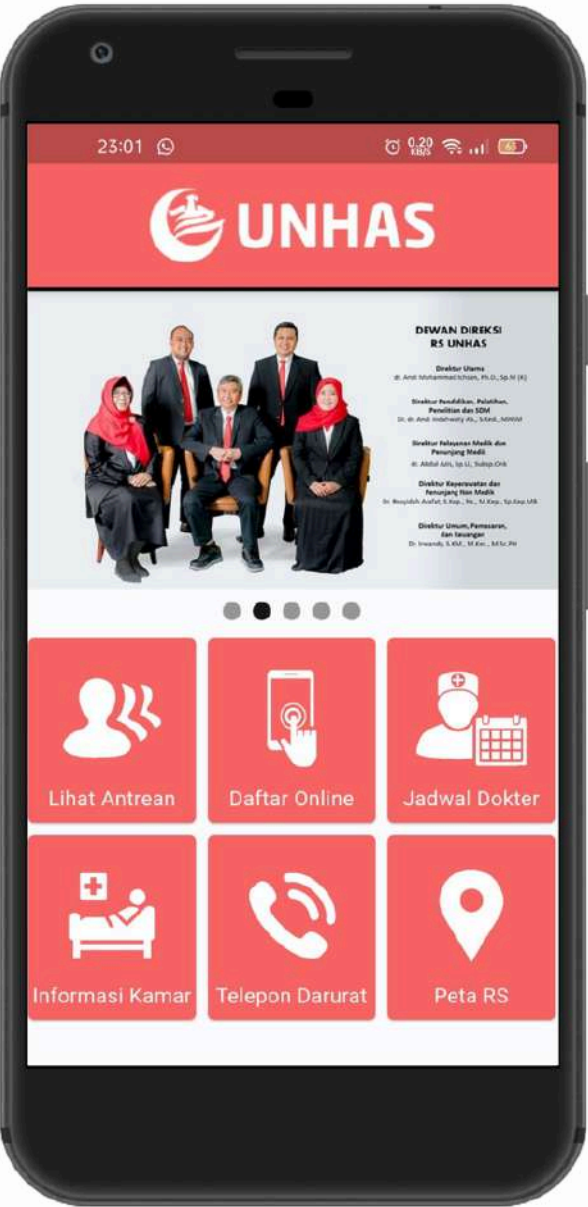 23:01
0.20
KB/S
63
UNHAS
DEWAN DIREKSI
RS UNHAS
Direktur Utama
Direktur Pendidikan, Pelatihan,
Penelitian dan SDM
Direktur Pelayanan Medik dan
Penunjang Medik
Direktur Keperawatan dan
Penunjang Non Medik
Direktur Umum, Pemasaran,
dan Keuangan
Lihat Antrean
Daftar Online
Jadwal Dokter
Informasi Kamar
Telepon Darurat
Peta RS